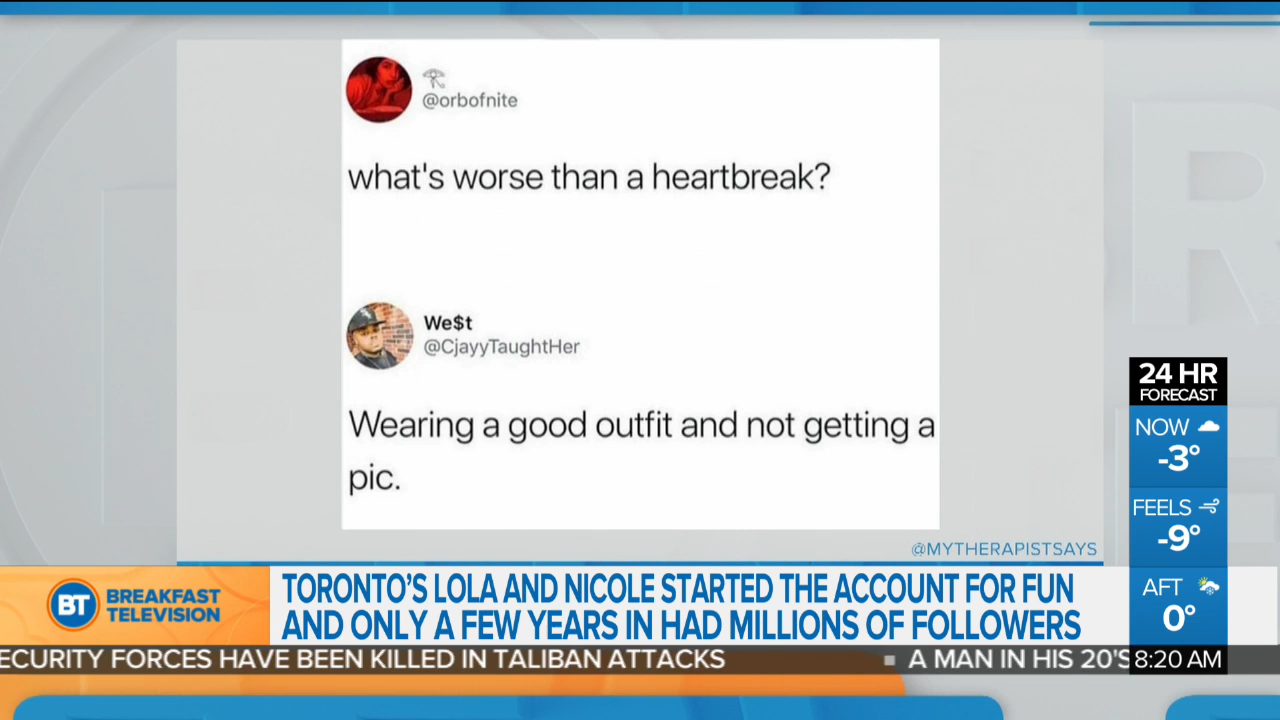 @orbofnite
what's worse than a heartbreak?
We$t
@CjayyTaughtHer
Wearing a good outfit and not getting a
pic.
@MYTHERAPISTSAYS
24 HR
FORECAST
NOW
-3°
FEELS
-9°
AFT
0°
8:20 AM
BT BREAKFAST
TELEVISION
TORONTO'S LOLA AND NICOLE STARTED THE ACCOUNT FOR FUN
AND ONLY A FEW YEARS IN HAD MILLIONS OF FOLLOWERS
ECURITY FORCES HAVE BEEN KILLED IN TALIBAN ATTACKS ▪ A MAN IN HIS 20'S